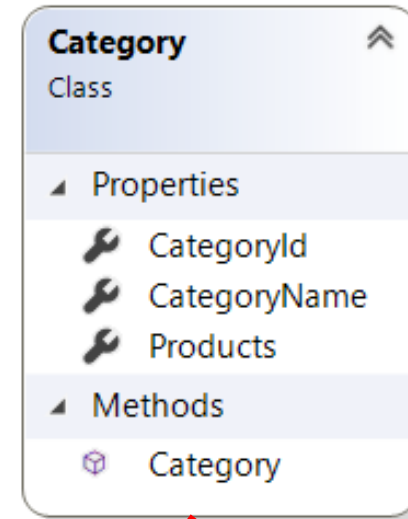 Category
Class
Properties
CategoryId
CategoryName
Products
Methods
Category